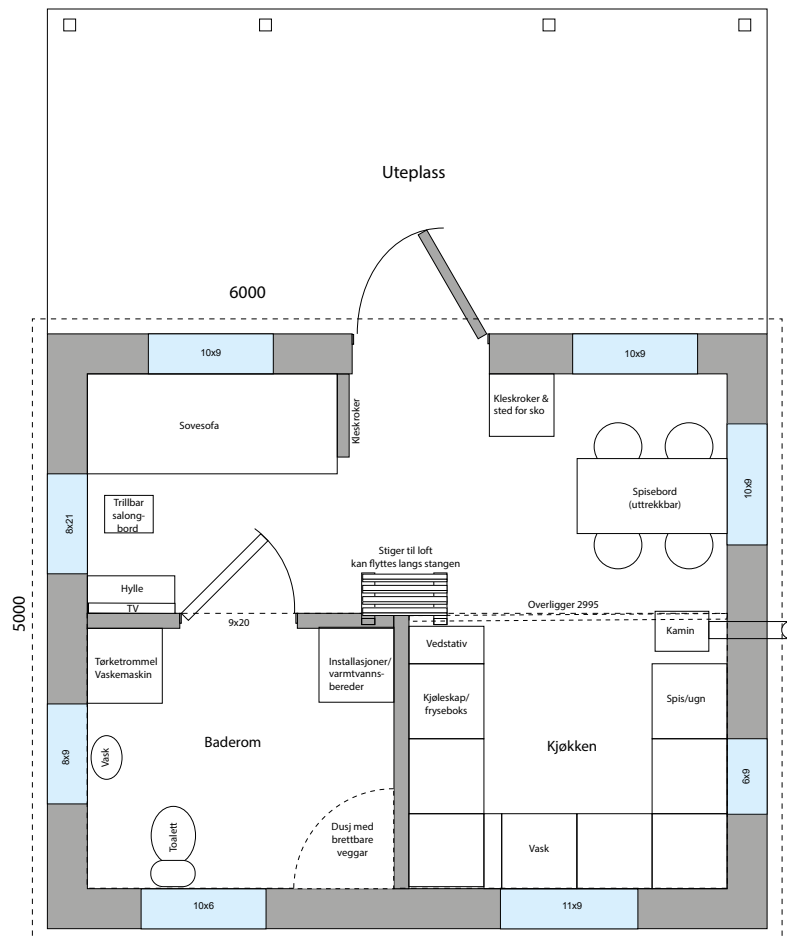 Uteplass
6000
10x9
10x9
Sovesofa
Kleskroker
Kleskroker &
sted for sko
10x9
Spisebord
(uttrekkbar)
8x21
Trillbar
salong-
bord
Stiger til loft
kan flyttes langs stangen
Hylle
TV
9x20
Overligger 2995
5000
Kamin
Vedstativ
Tørketrommel
Vaskemaskin
Installasjoner/
varmtvanns-
bereder
Kjøleskap/
fryseboks
Spis/ugn
8x9
Vask
Baderom
Kjøkken
6x9
Toalett
Dusj med
brettbare
veggar
Vask
10x6
11x9